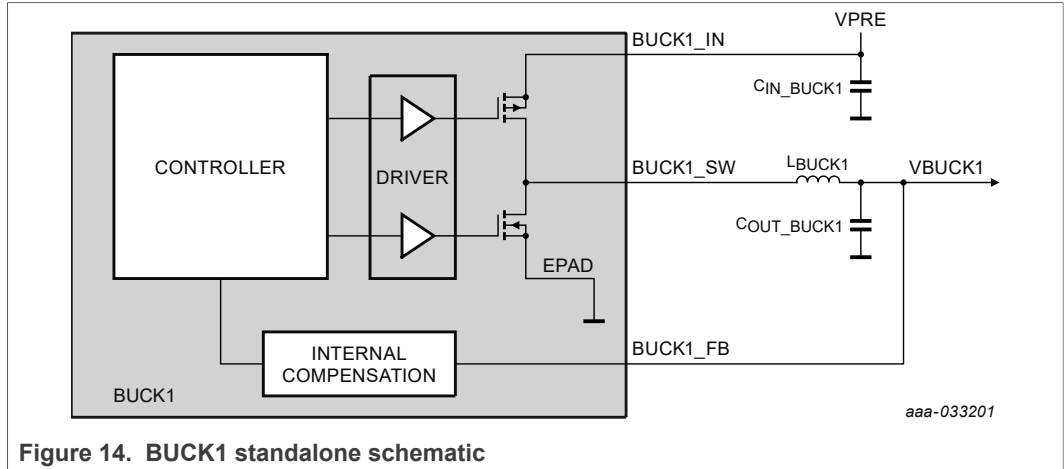 VPRE
BUCK1_IN
CIN_BUCK1
CONTROLLER
DRIVER
BUCK1_SW
LBUCK1
VBUCK1
COUT_BUCK1
EPAD
INTERNAL
COMPENSATION
BUCK1_FB
BUCK1
aaa-033201
Figure 14. BUCK1 standalone schematic